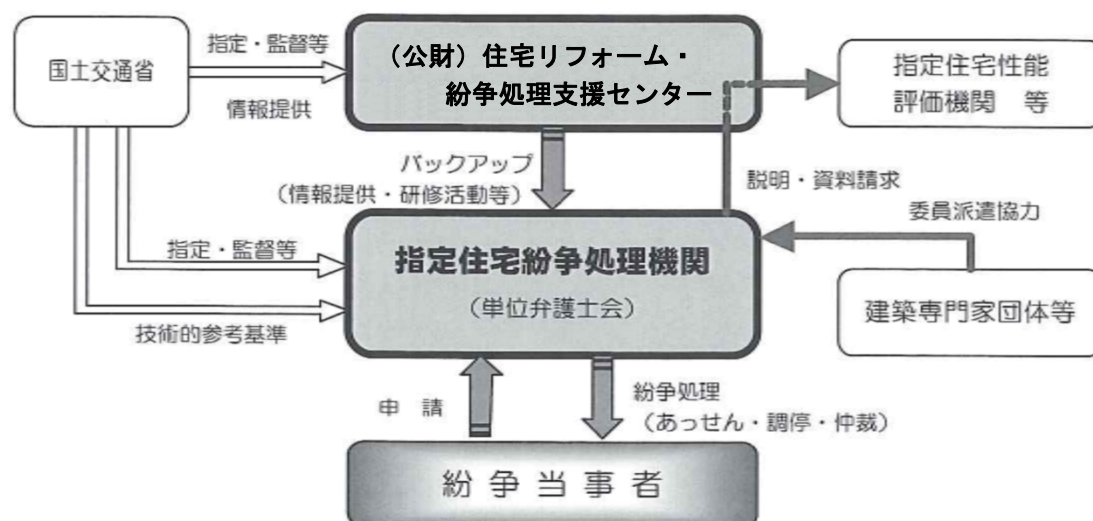 国土交通省
指定・監督等
情報提供
（公財）住宅リフォーム・
紛争処理支援センター
指定住宅性能
評価機関　等
バックアップ
（情報提供・研修活動等）
説明・資料請求
委員派遣協力
指定・監督等
技術的参考基準
指定住宅紛争処理機関
（単位弁護士会）
建築専門家団体等
申　請
紛争処理
（あっせん・調停・仲裁）
紛 争 当 事 者